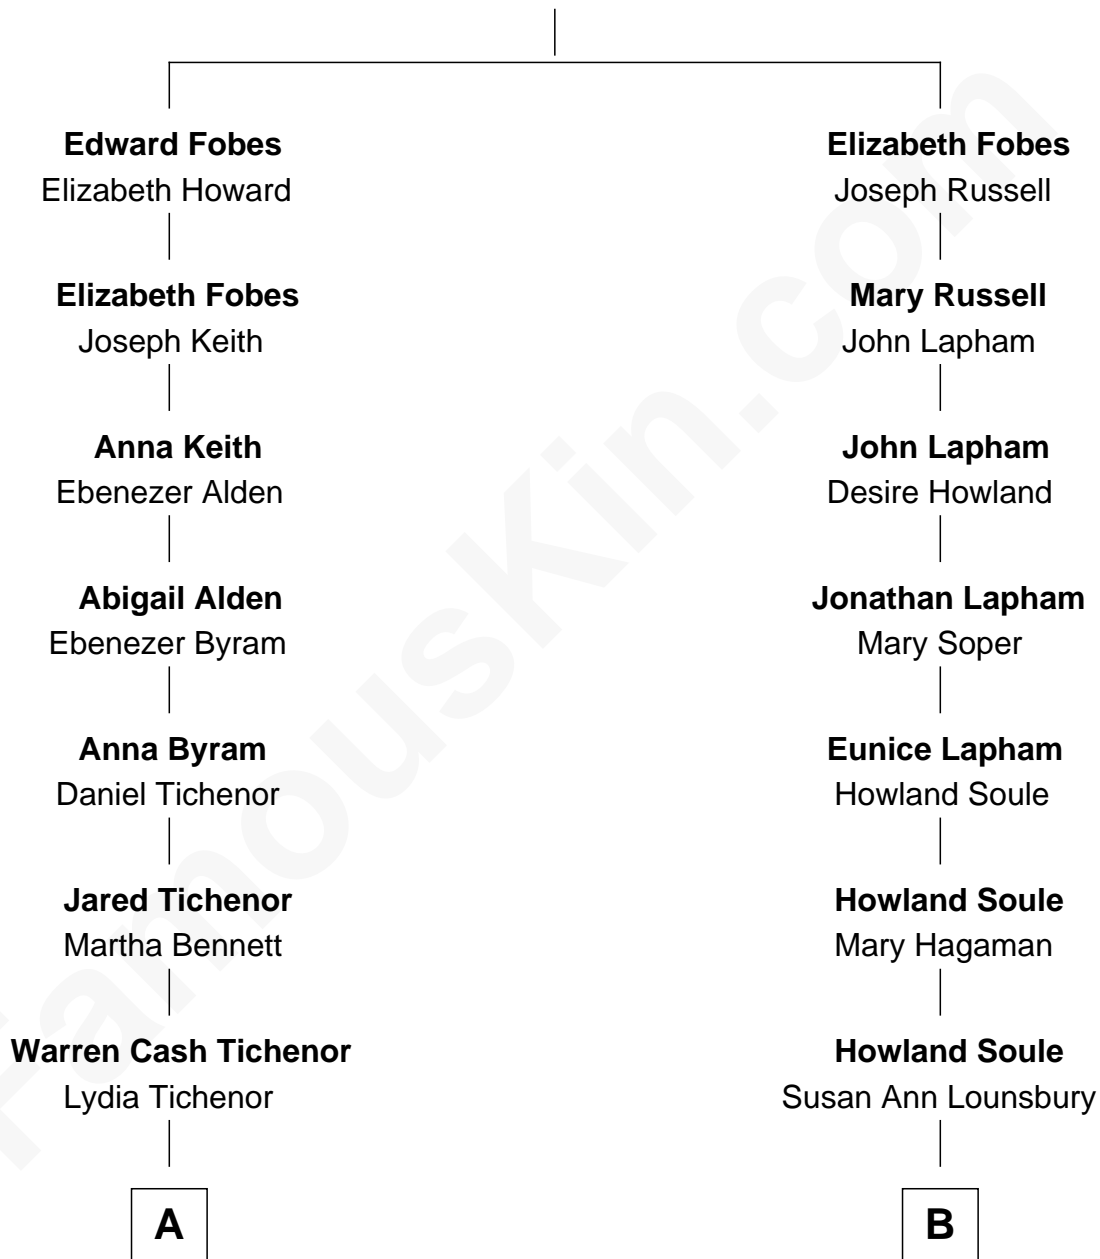 Edward Fobes
Elizabeth Howard
Elizabeth Fobes
Joseph Keith
Anna Keith
Ebenezer Alden
Abigail Alden
Ebenezer Byram
Anna Byram
Daniel Tichenor
Jared Tichenor
Martha Bennett
Warren Cash Tichenor
Lydia Tichenor
A
Elizabeth Fobes
Joseph Russell
Mary Russell
John Lapham
John Lapham
Desire Howland
Jonathan Lapham
Mary Soper
Eunice Lapham
Howland Soule
Howland Soule
Mary Hagaman
Howland Soule
Susan Ann Lounsbury
B
FamousKin.com